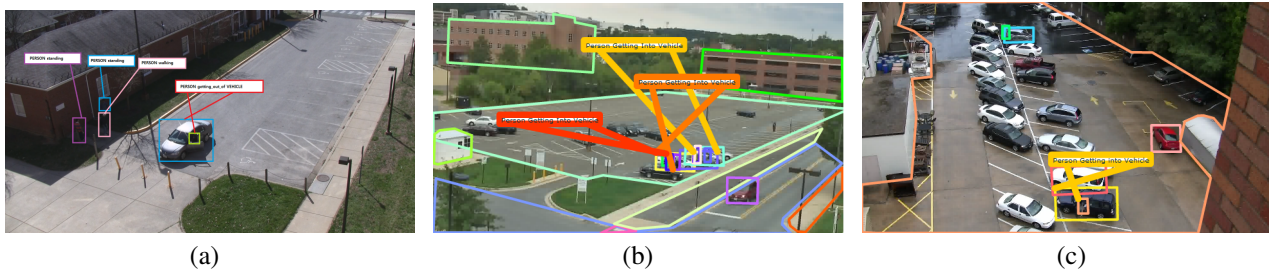 PERSON standing
PERSON standing
PERSON walking
PERSON getting_out_of VEHICLE
Person Getting Into Vehicle
Person Getting Into Vehicle
Person Getting Into Vehicle
Person Getting into Vehicle
(a)
(b)
(c)